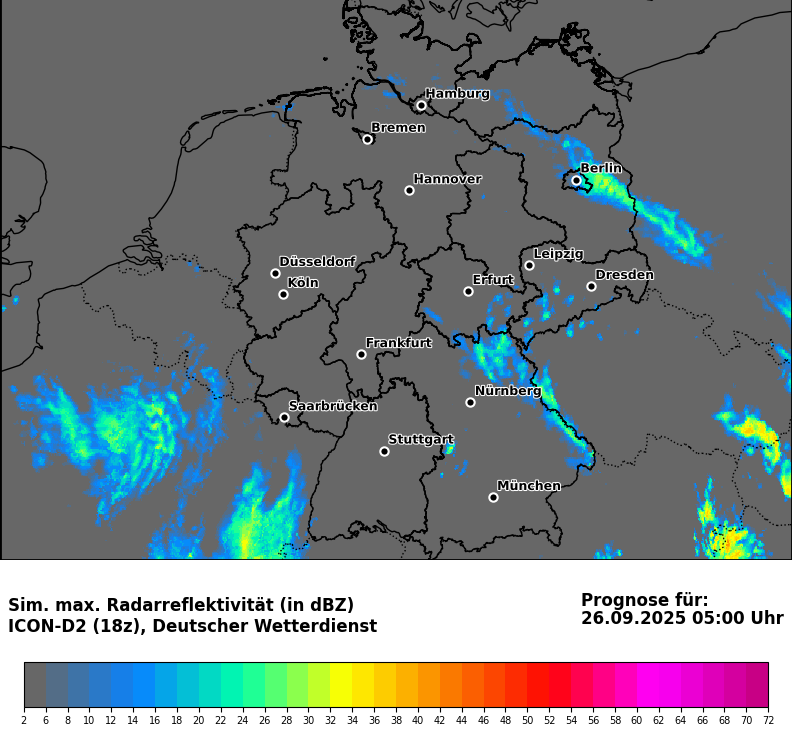 Hamburg
Bremen
Berlin
Hannover
Leipzig
Düsseldorf
Dresden
Köln
Erfurt
Frankfurt
Nürnberg
Saarbrücken
Stuttgart
München
Sim. max. Radarreflektivität (in dBZ)
ICON-D2 (18z), Deutscher Wetterdienst
Prognose für:
26.09.2025 05:00 Uhr
2 6 8 10 12 14 16 18 20 22 24 26 28 30 32 34 36 38 40 42 44 46 48 50 52 54 56 58 60 62 64 66 68 70 72